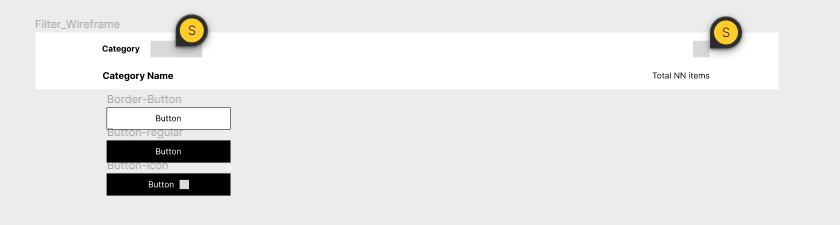 Filter_Wireframe
S
S
Category
Category Name
Total NN items
Border-Button
Button
Button-regular
Button
Button-icon
Button